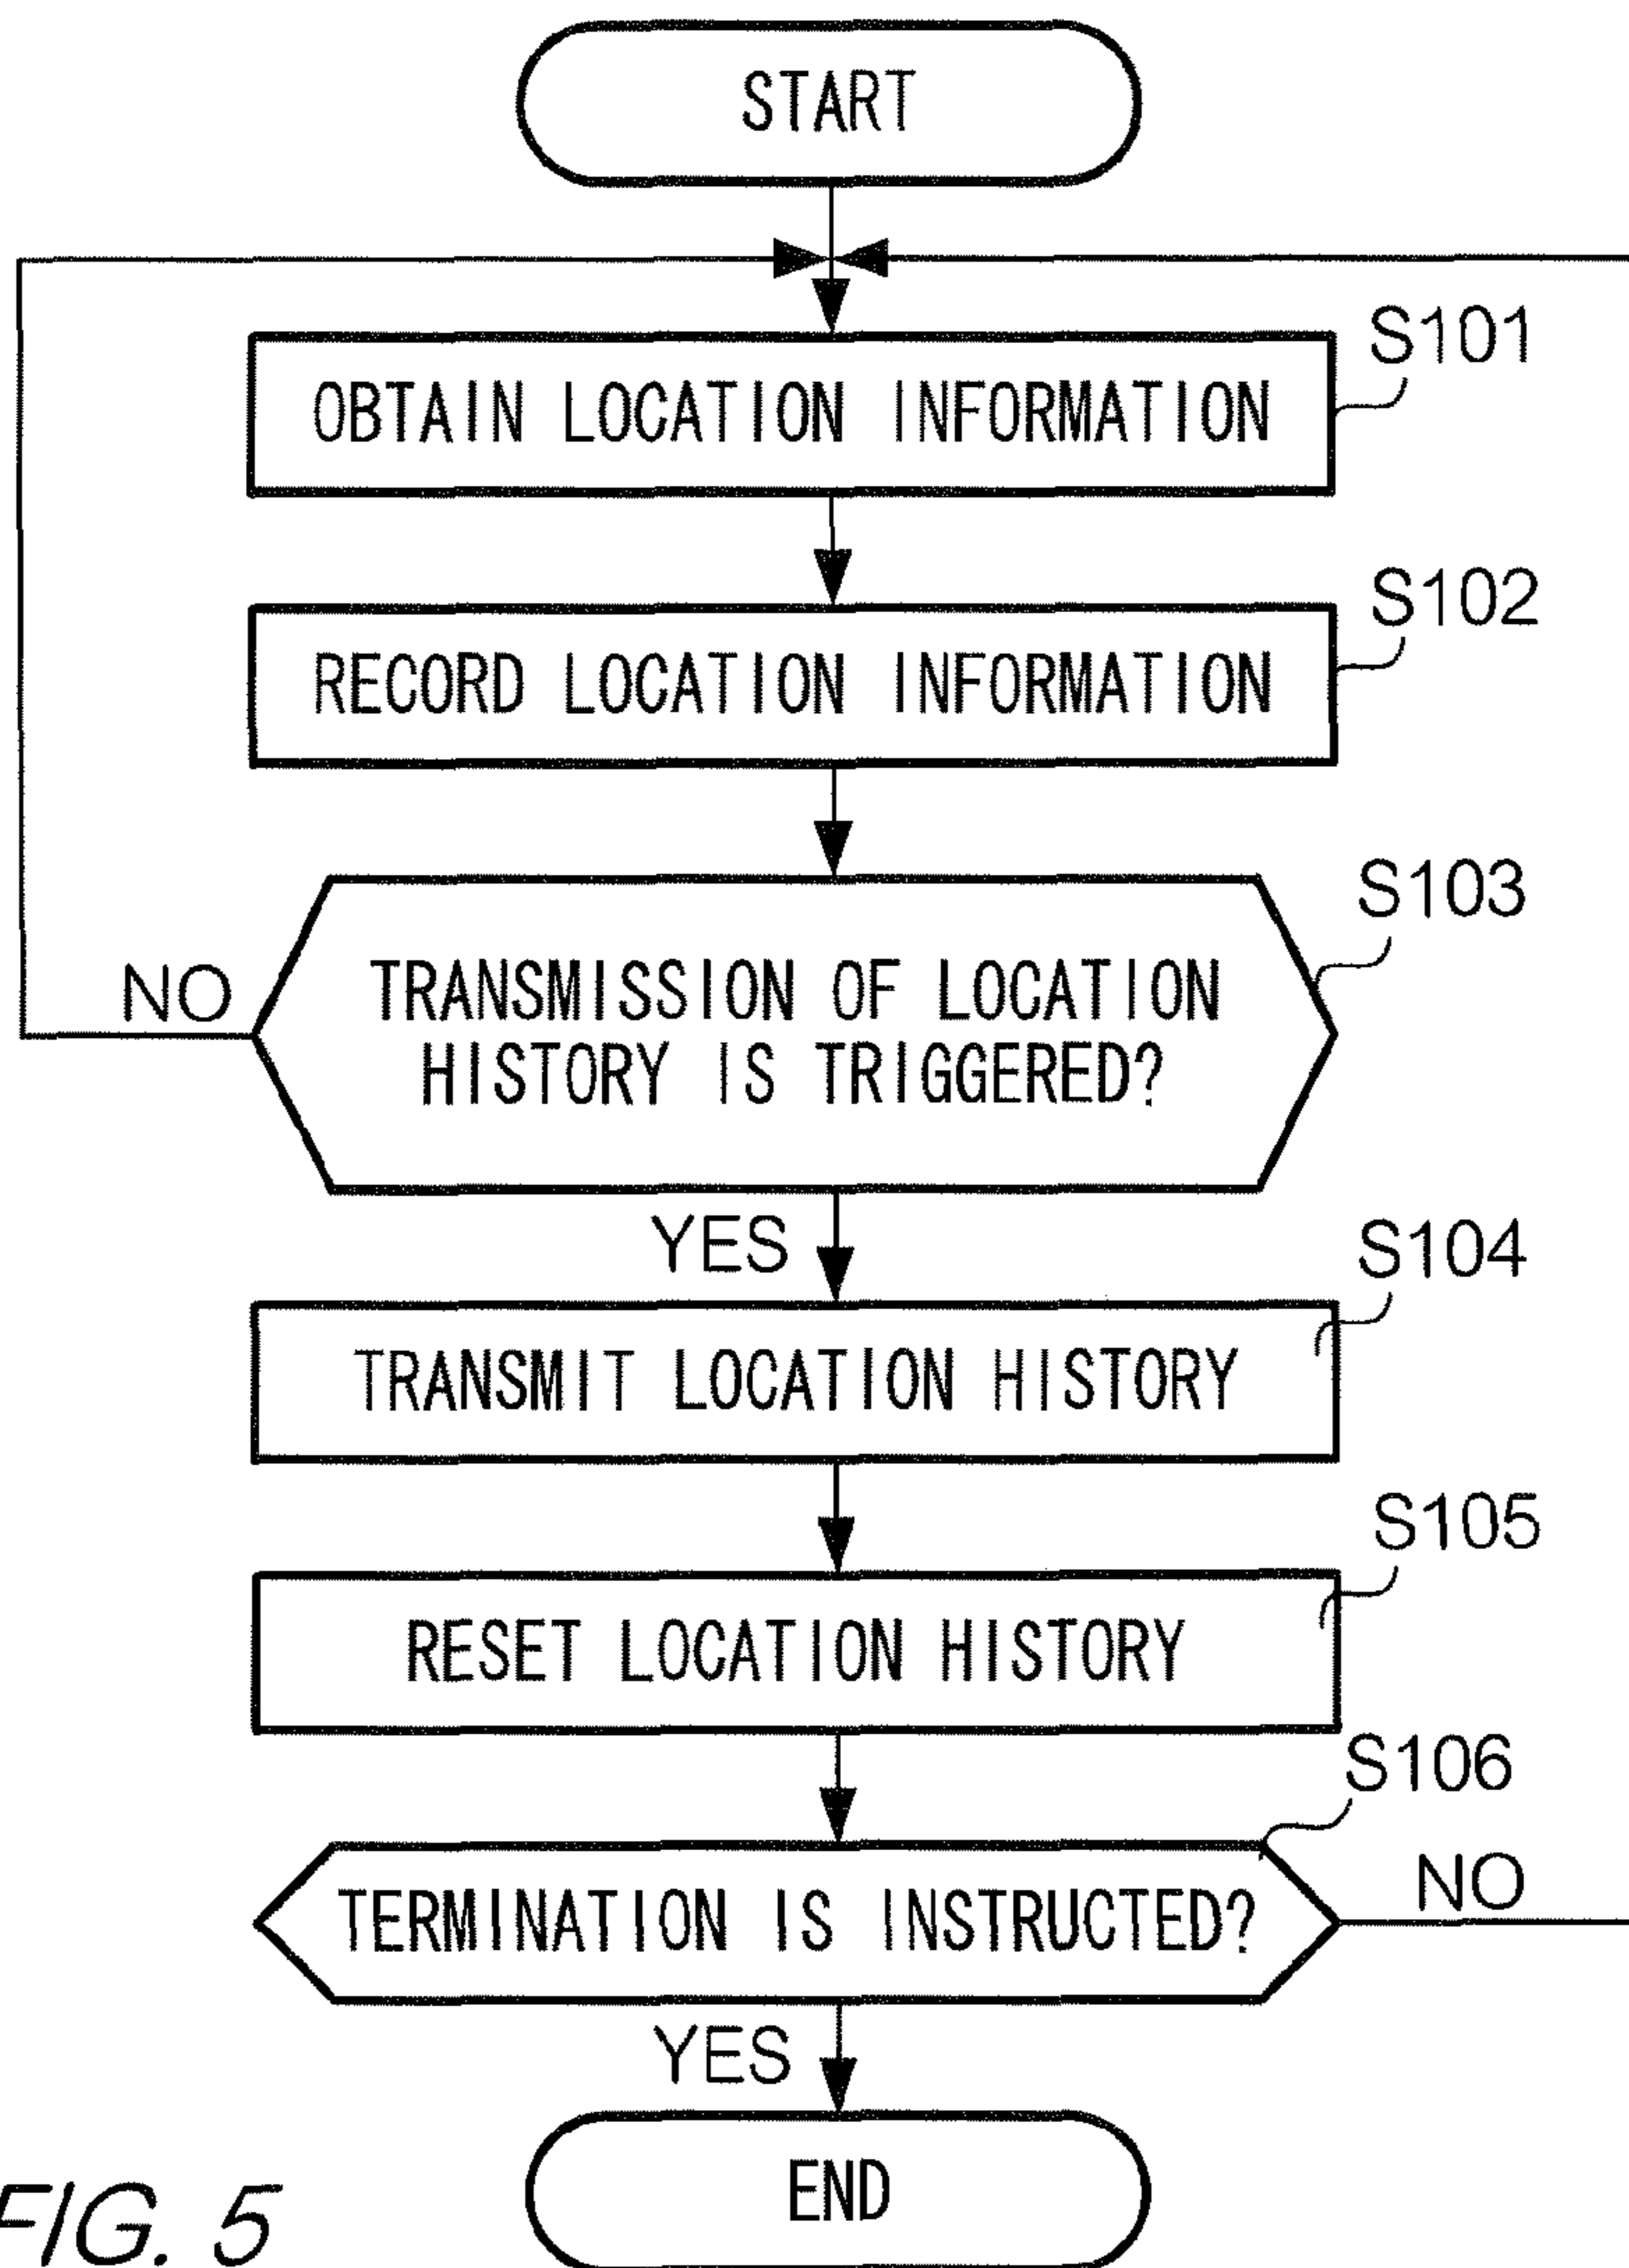 START
S101
OBTAIN LOCATION INFORMATION
S102
RECORD LOCATION INFORMATION
S103
NO
TRANSMISSION OF LOCATION
HISTORY IS TRIGGERED?
YES
S104
TRANSMIT LOCATION HISTORY
S105
RESET LOCATION HISTORY
S106
TERMINATION IS INSTRUCTED?
NO
YES
END
FIG. 5